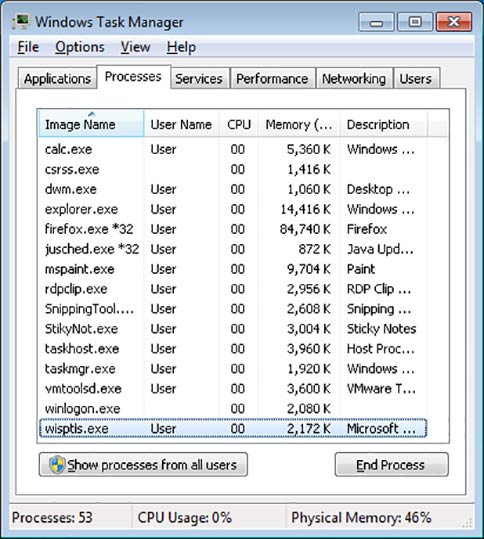 Windows Task Manager
File Options View Help
Applications Processes Services Performance Networking Users
Image Name User Name CPU Memory (... Description
calc.exe User 00 5,360 K Windows ...
csrss.exe 00 1,416 K
dwm.exe User 00 1,060 K Desktop ...
explorer.exe User 00 14,416 K Windows ...
firefox.exe *32 User 00 84,740 K Firefox
jusched.exe *32 User 00 872 K Java Upd...
mspaint.exe User 00 9,704 K Paint
rdpclip.exe User 00 2,956 K RDP Clip ...
SnippingTool.... User 00 2,608 K Snipping ...
StikyNot.exe User 00 3,004 K Sticky Notes
taskhost.exe User 00 3,960 K Host Proc...
taskmgr.exe User 00 1,920 K Windows ...
vmtoolsd.exe User 00 3,600 K VMware T...
winlogon.exe 00 2,080 K
wisptis.exe User 00 2,172 K Microsoft ...
Show processes from all users End Process
Processes: 53 CPU Usage: 0% Physical Memory: 46%